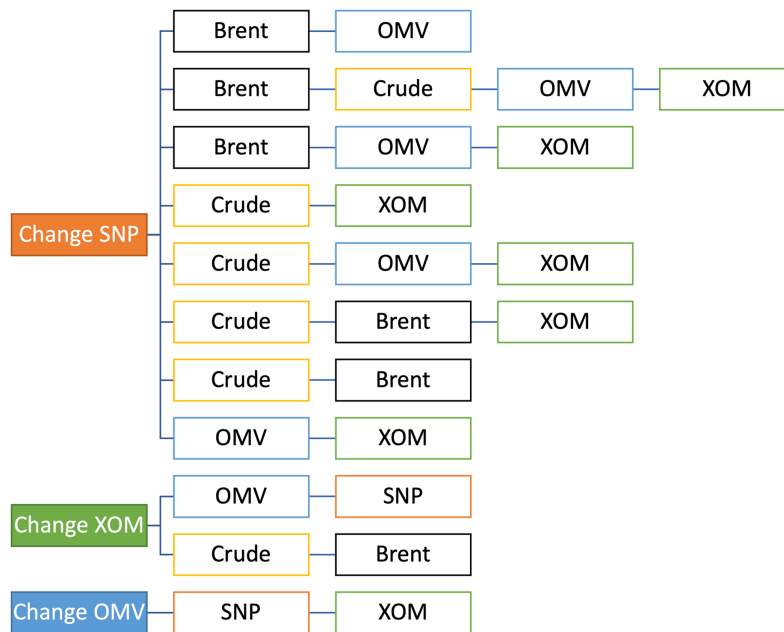 Brent OMV
Brent Crude OMV XOM
Brent OMV XOM
Crude XOM
Change SNP
Crude OMV XOM
Crude Brent XOM
Crude Brent
OMV XOM
OMV SNP
Change XOM
Crude Brent
Change OMV SNP XOM